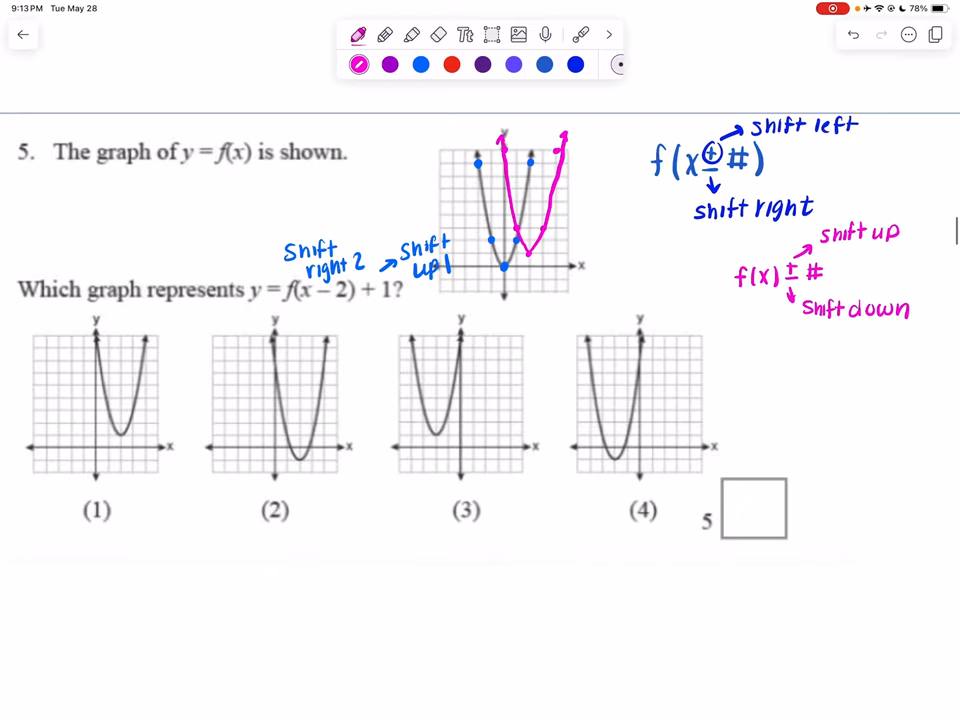 9:13 PM Tue May 28
78%
Tt
5. The graph of y = f(x) is shown.
y
x
shift left
f(x ± #)
shift right
shift up
f(x) ± #
shift down
shift right 2 → shift up 1
Which graph represents y = f(x – 2) + 1?
y y y y
x x x x
(1) (2) (3) (4)
5